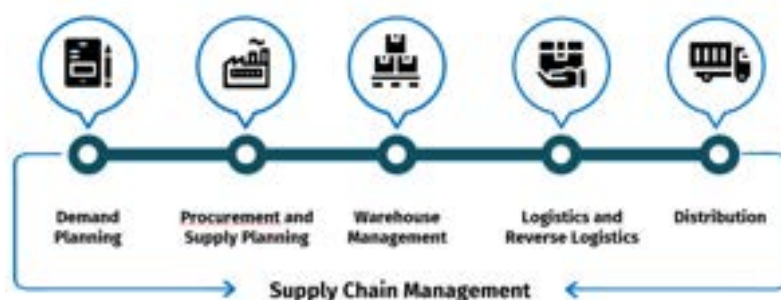 Demand
Planning
Procurement and
Supply Planning
Warehouse
Management
Logistics and
Reverse Logistics
Distribution
Supply Chain Management